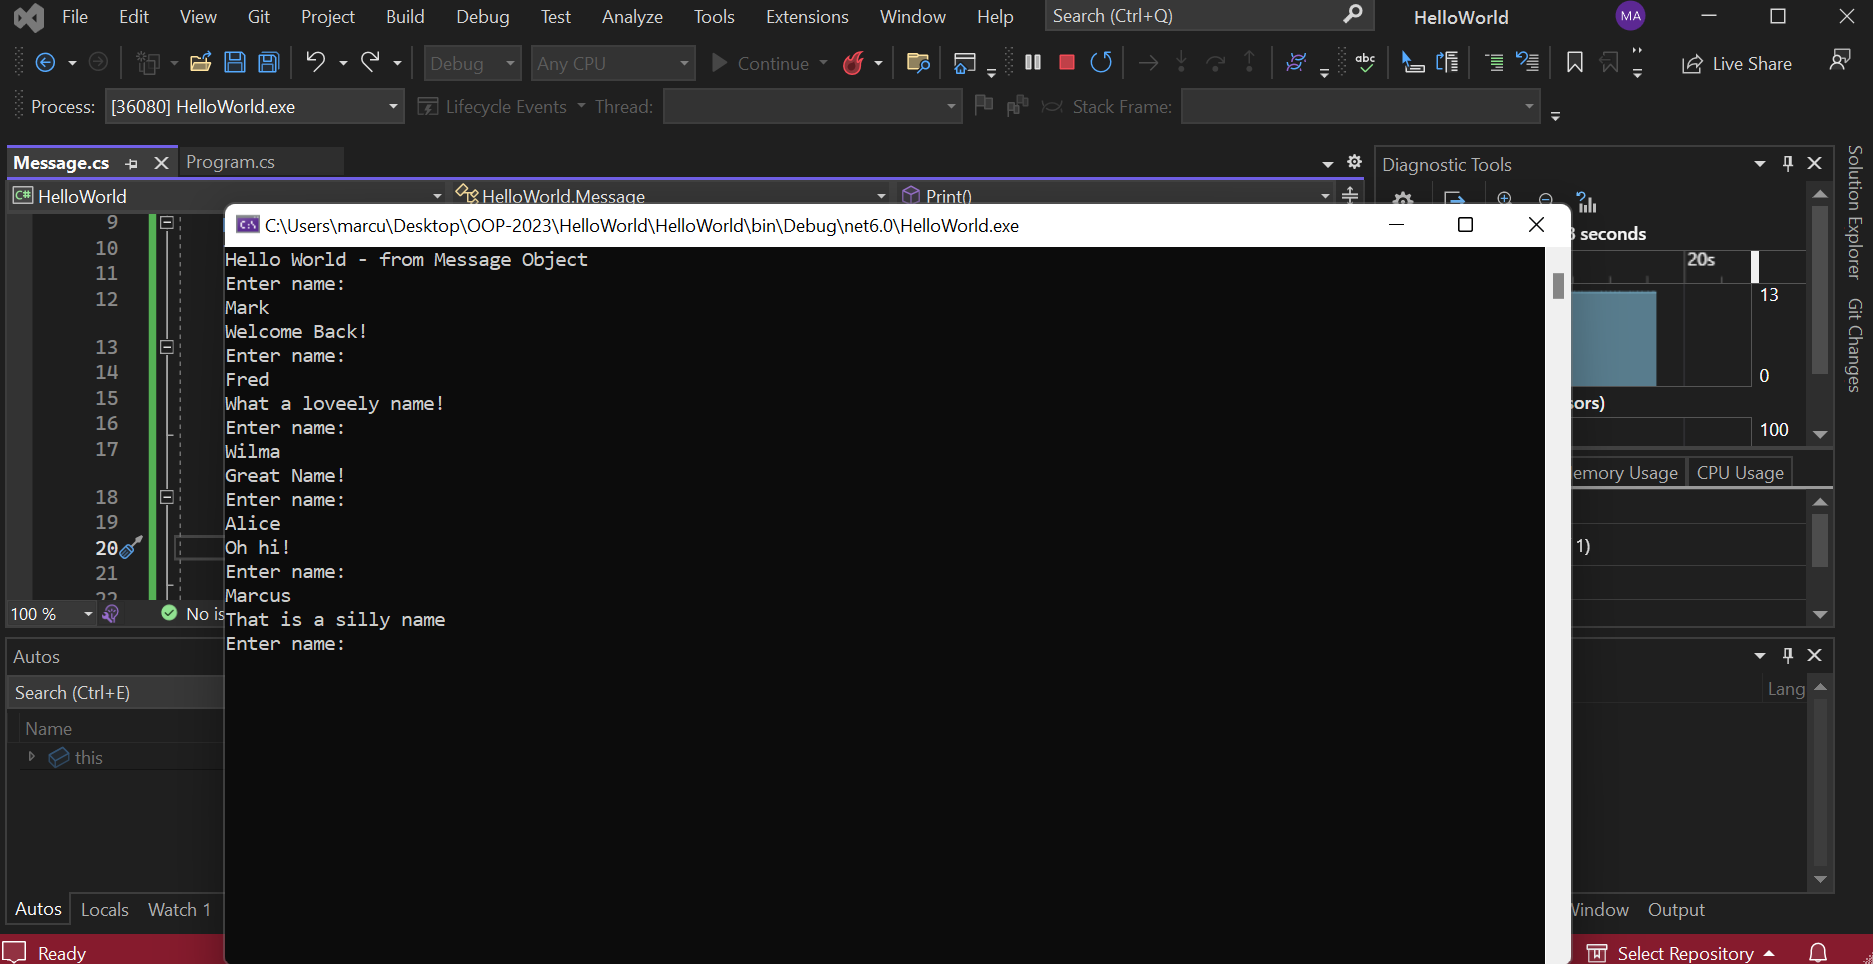 File Edit View Git Project Build Debug Test Analyze Tools Extensions Window Help Search (Ctrl+Q) HelloWorld MA
Debug Any CPU Continue abc Live Share
Process: [36080] HelloWorld.exe Lifecycle Events Thread: Stack Frame:
Message.cs Program.cs
C# HelloWorld HelloWorld.Message Print()
C:\Users\marcu\Desktop\OOP-2023\HelloWorld\HelloWorld\bin\Debug\net6.0\HelloWorld.exe
Hello World - from Message Object
Enter name:
Mark
Welcome Back!
Enter name:
Fred
What a loveely name!
Enter name:
Wilma
Great Name!
Enter name:
Alice
Oh hi!
Enter name:
Marcus
That is a silly name
Enter name:
9
10
11
12
13
14
15
16
17
18
19
20
21
22
100 % No is
Autos
Search (Ctrl+E)
Name
this
Autos Locals Watch 1
Diagnostic Tools
3 seconds
20s
13
0
sors)
100
emory Usage CPU Usage
1)
Lang
Window Output
Solution Explorer
Git Changes
Ready Select Repository